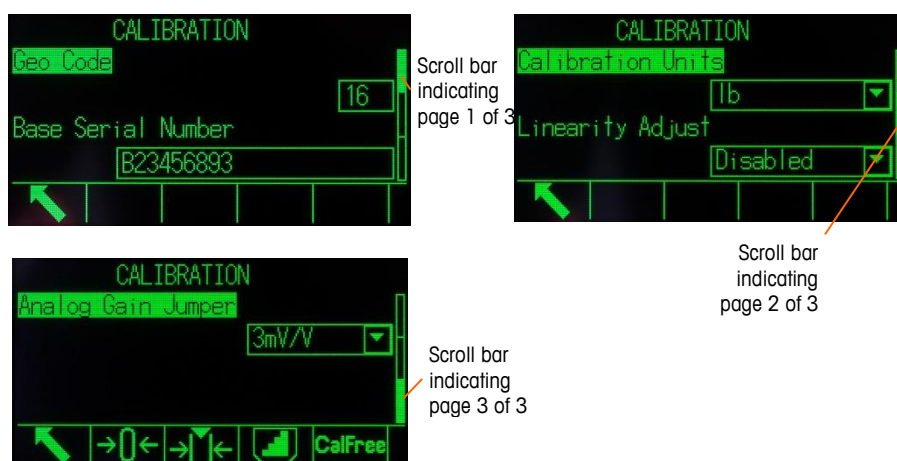 CALIBRATION
Geo Code
16
Base Serial Number
B23456893
Scroll bar
indicating
page 1 of 3
CALIBRATION
Calibration Units
lb
Linearity Adjust
Disabled
Scroll bar
indicating
page 2 of 3
CALIBRATION
Analog Gain Jumper
3mV/V
→0←
CalFree
Scroll bar
indicating
page 3 of 3